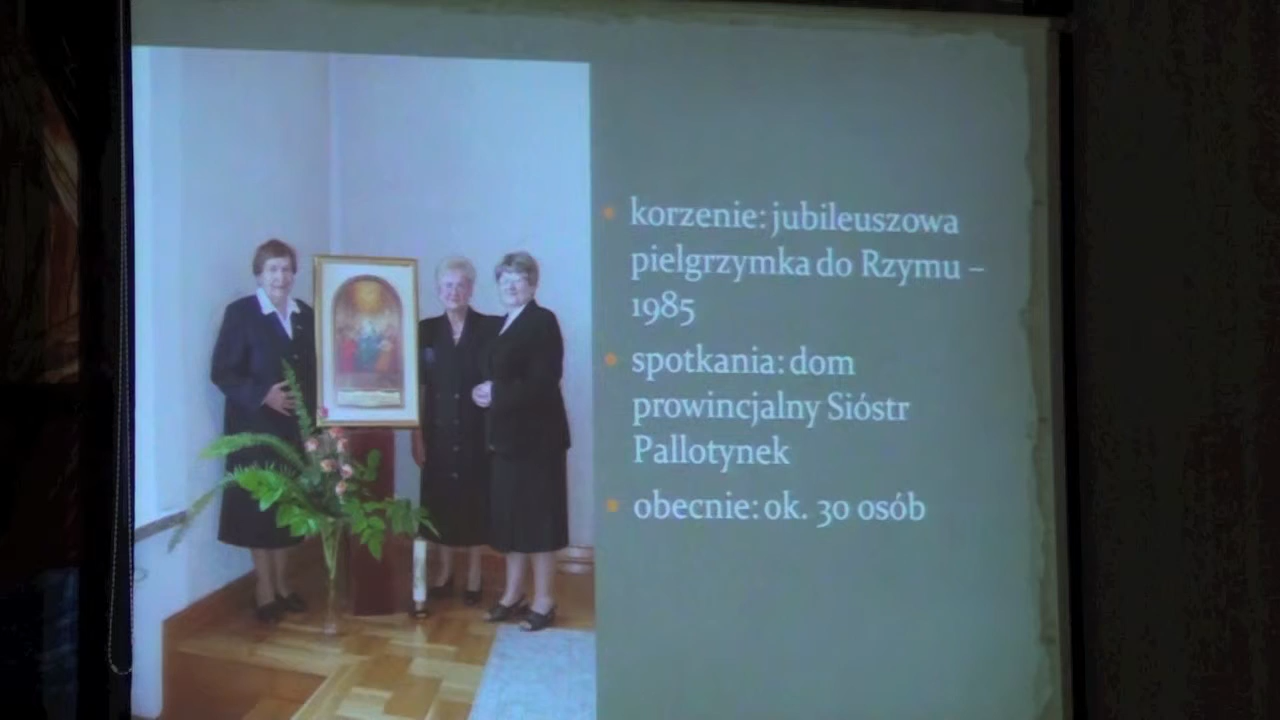 korzenie: jubileuszowa
pielgrzymka do Rzymu –
1985
spotkania: dom
prowincjalny Sióstr
Pallotynek
obecnie: ok. 30 osób